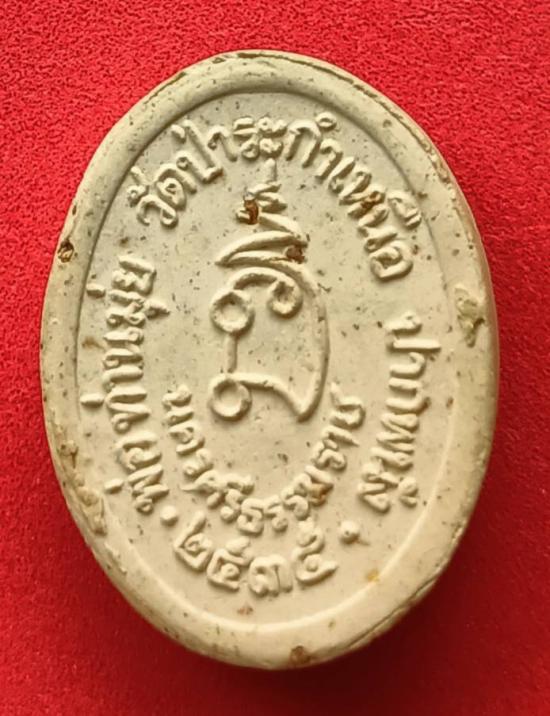 พ่อท่านมุ่ย วัดป่าระกำเหนือ ปากพนัง
นครศรีธรรมราช
๒๕๓๕